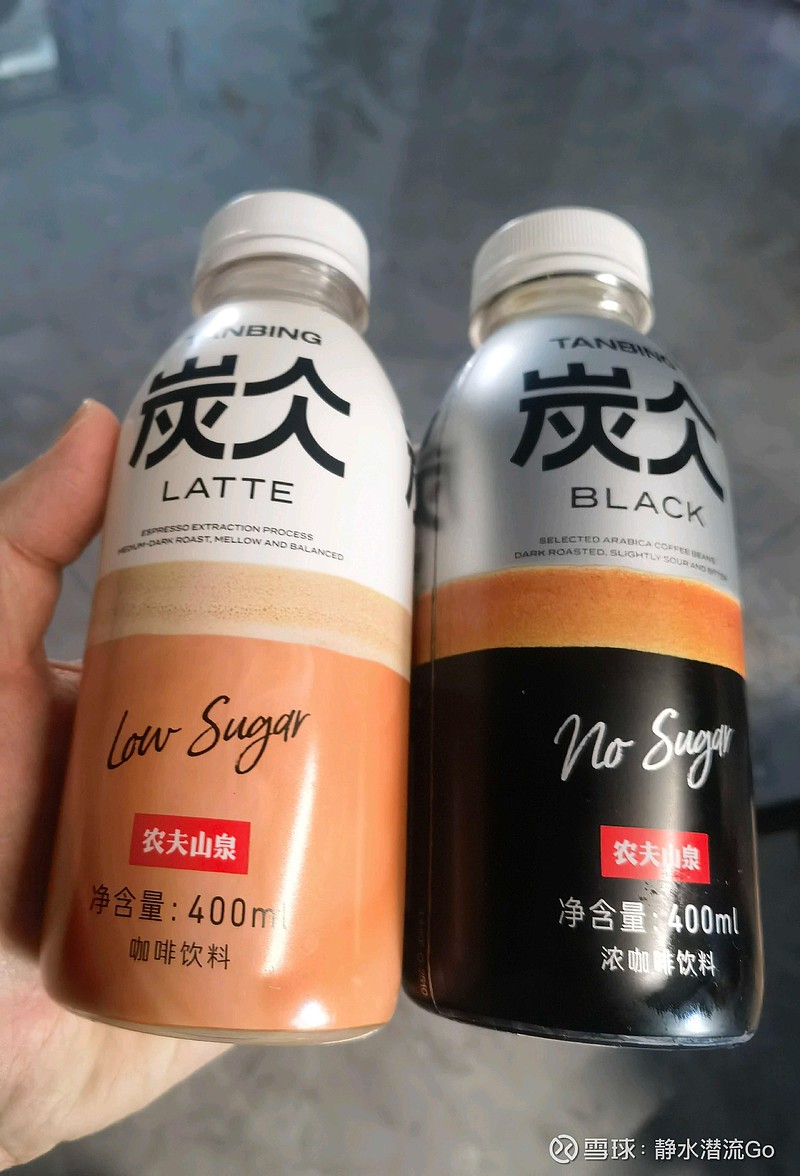 TANBING
炭仌
LATTE
ESPRESSO EXTRACTION PROCESS
MEDIUM-DARK ROAST, MELLOW AND BALANCED
Low Sugar
农夫山泉
净含量: 400ml
咖啡饮料
TANBING
炭仌
BLACK
SELECTED ARABICA COFFEE BEANS
DARK ROASTED, SLIGHTLY SOUR AND BITTER
No Sugar
农夫山泉
净含量: 400ml
浓咖啡饮料
雪球：静水潜流Go